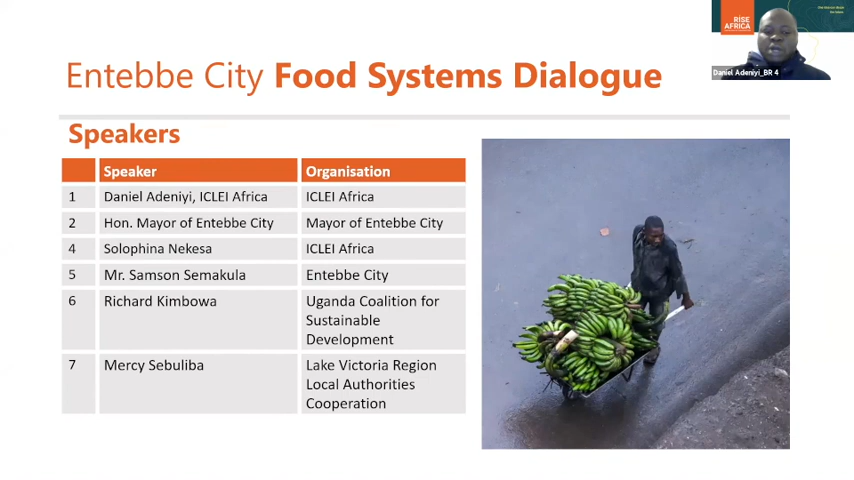 RISE
AFRICA
Daniel Adeniyi_BR 4
Entebbe City Food Systems Dialogue
Speakers
Speaker Organisation
1 Daniel Adeniyi, ICLEI Africa ICLEI Africa
2 Hon. Mayor of Entebbe City Mayor of Entebbe City
4 Solophina Nekesa ICLEI Africa
5 Mr. Samson Semakula Entebbe City
6 Richard Kimbowa Uganda Coalition for
Sustainable
Development
7 Mercy Sebuliba Lake Victoria Region
Local Authorities
Cooperation